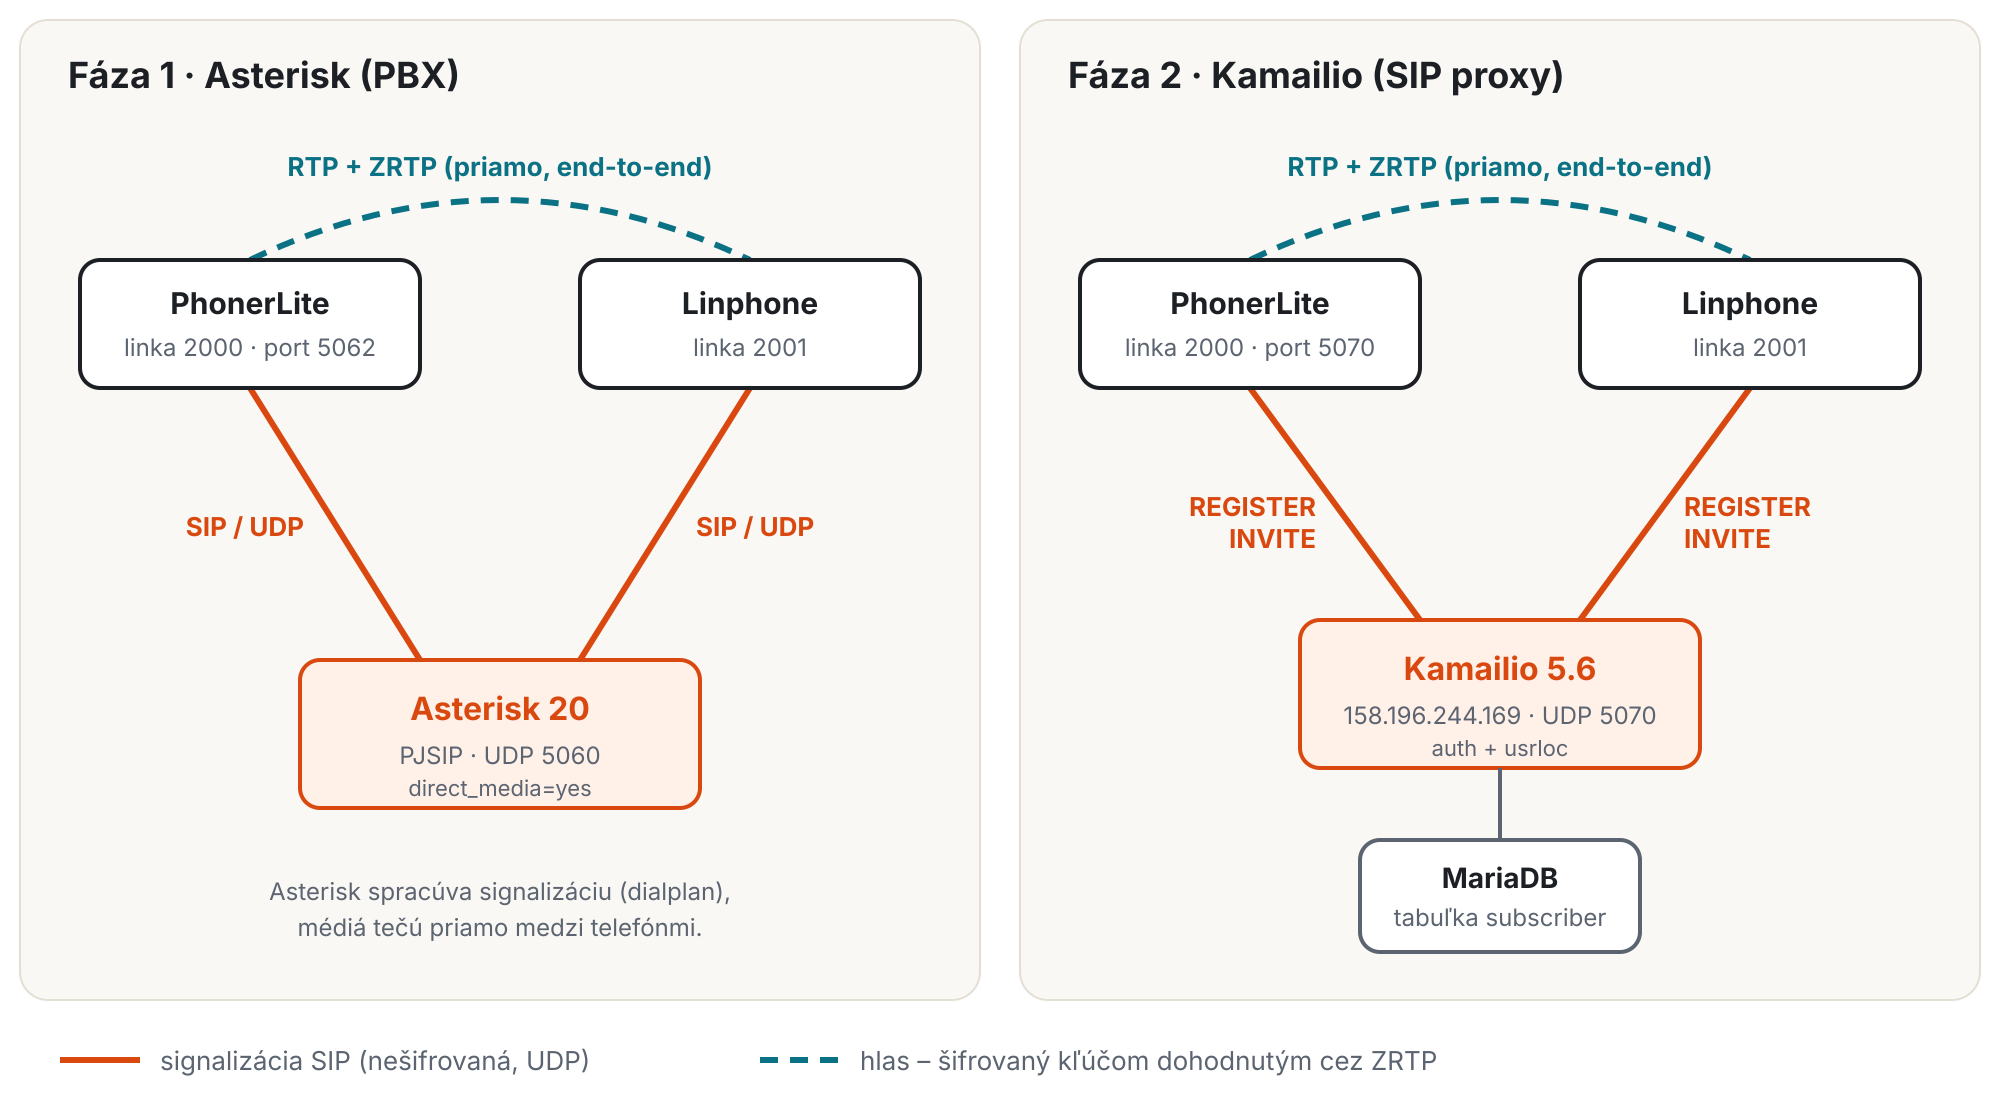 Fáza 1 · Asterisk (PBX)
RTP + ZRTP (priamo, end-to-end)
PhonerLite
linka 2000 · port 5062
Linphone
linka 2001
SIP / UDP
SIP / UDP
Asterisk 20
PJSIP · UDP 5060
direct_media=yes
Asterisk spracúva signalizáciu (dialplan),
médiá tečú priamo medzi telefónmi.
Fáza 2 · Kamailio (SIP proxy)
RTP + ZRTP (priamo, end-to-end)
PhonerLite
linka 2000 · port 5070
Linphone
linka 2001
REGISTER
INVITE
REGISTER
INVITE
Kamailio 5.6
158.196.244.169 · UDP 5070
auth + usrloc
MariaDB
tabuľka subscriber
signalizácia SIP (nešifrovaná, UDP)
hlas – šifrovaný kľúčom dohodnutým cez ZRTP